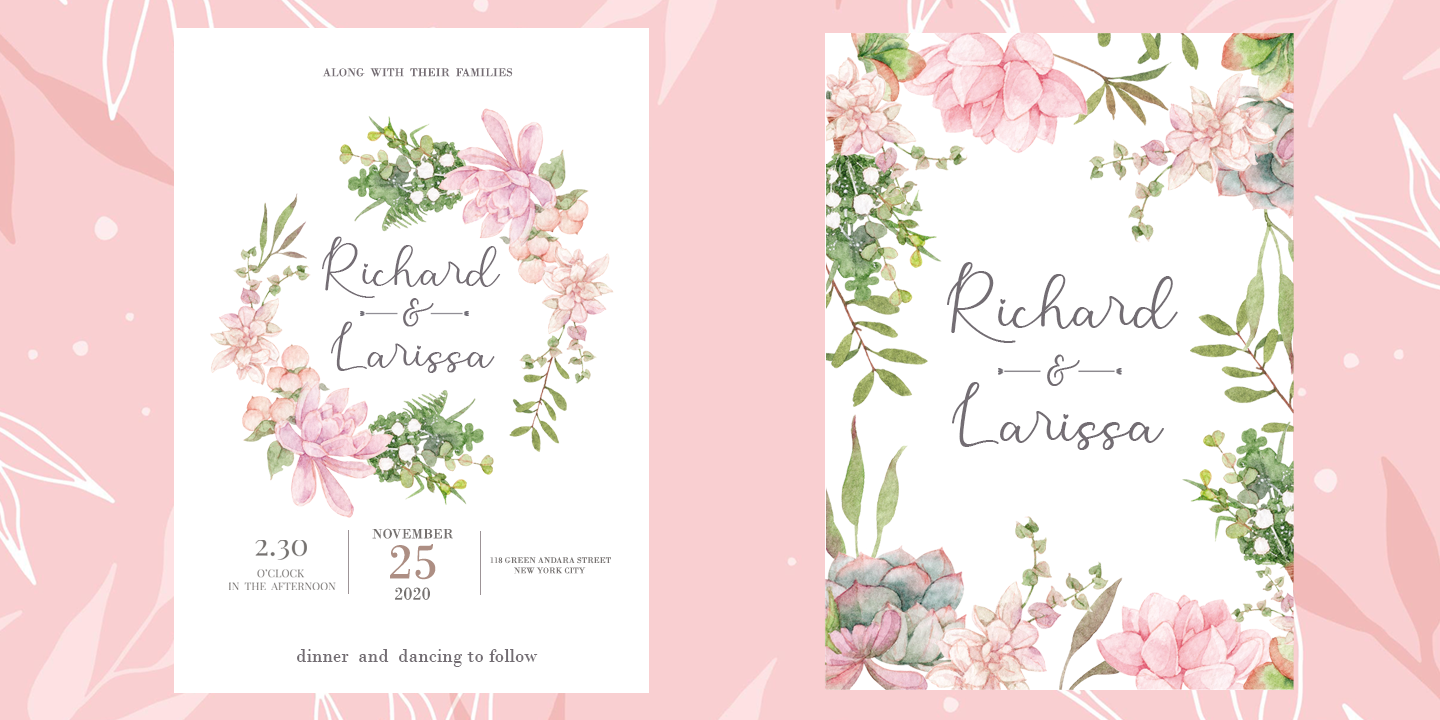 ALONG WITH THEIR FAMILIES
Richard
&
Larissa
2.30
O'CLOCK
IN THE AFTERNOON
NOVEMBER
25
2020
118 GREEN ANDARA STREET
NEW YORK CITY
dinner and dancing to follow
Richard
&
Larissa